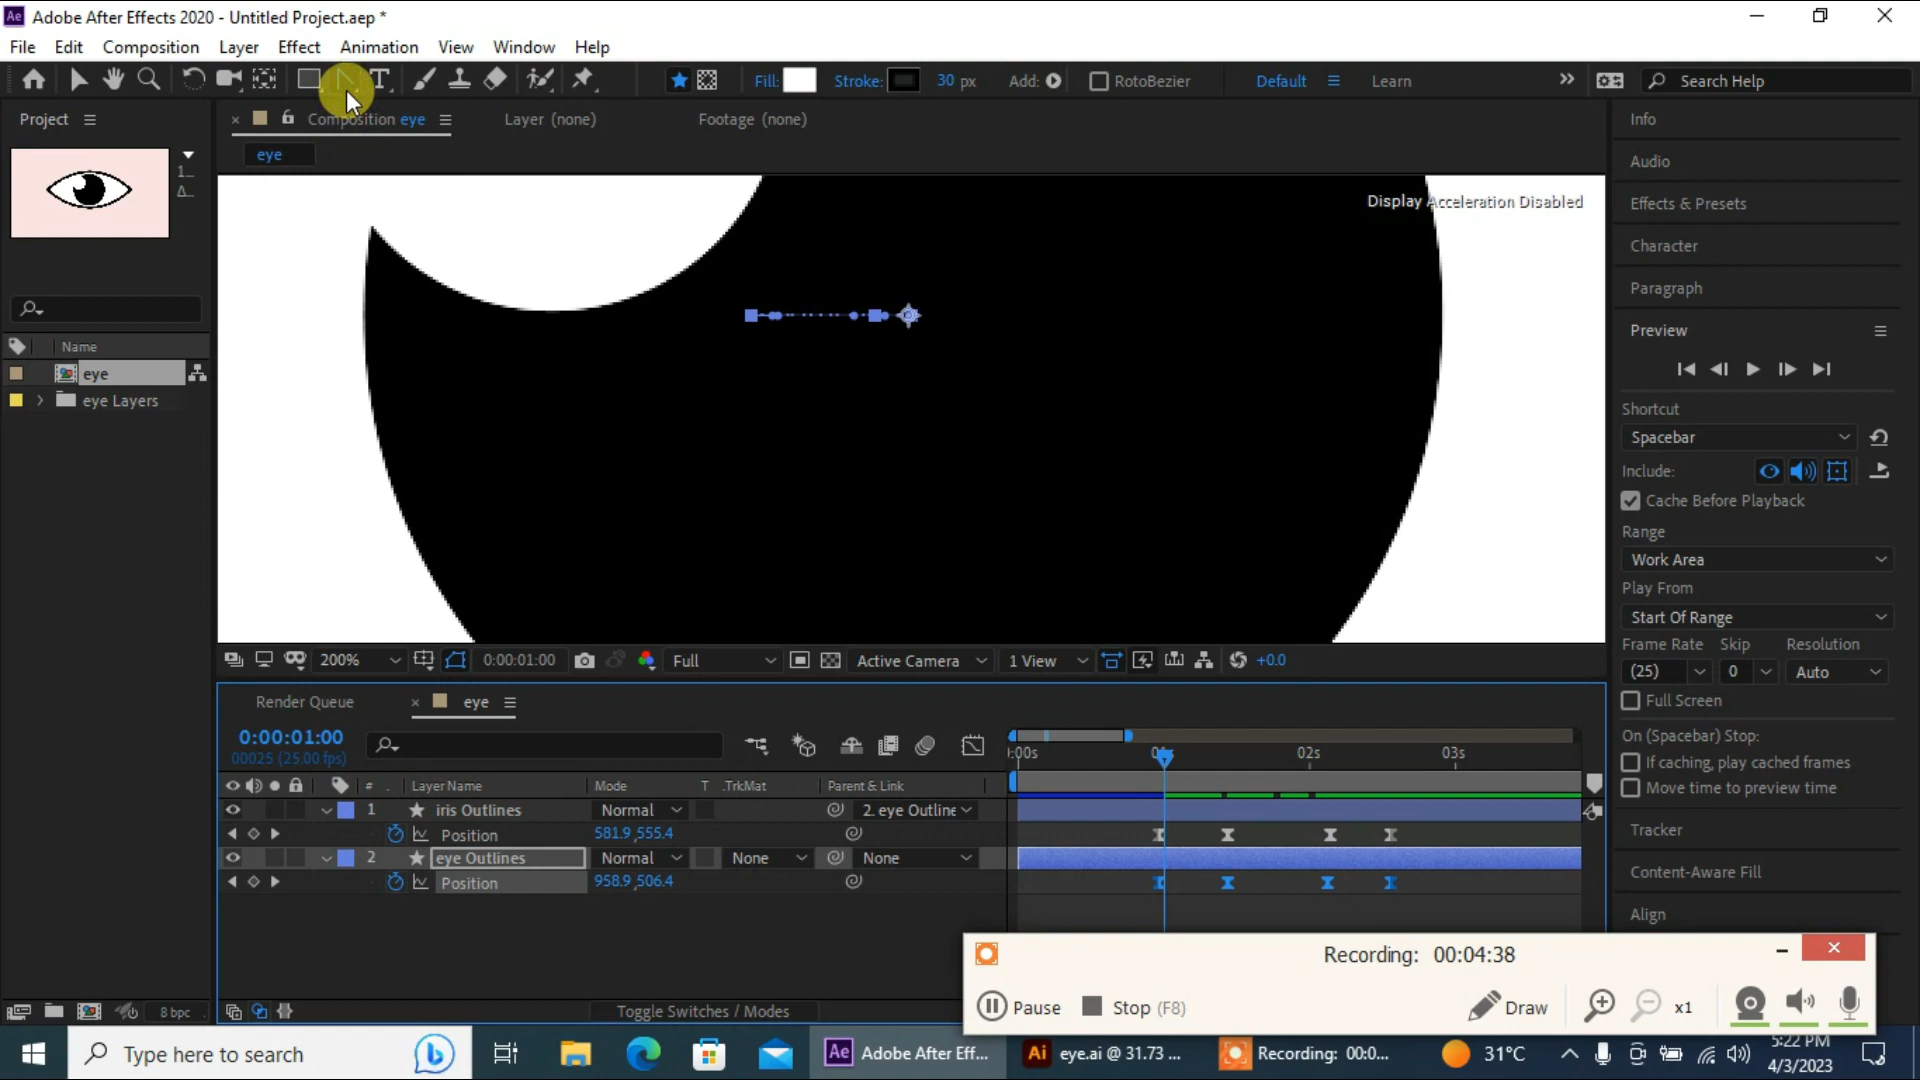 Adobe After Effects 2020 - Untitled Project.aep *
File Edit Composition Layer Effect Animation View Window Help
Fill: Stroke: 30 px Add: RotoBezier Default Learn Search Help
Project
Composition eye
Layer (none)
Footage (none)
eye
1...
Δ...
Display Acceleration Disabled
Name
eye
eye Layers
200%
0:00:01:00
Full
Active Camera
1 View
+0.0
Info
Audio
Effects & Presets
Character
Paragraph
Preview
Shortcut
Spacebar
Include:
Cache Before Playback
Range
Work Area
Play From
Start Of Range
Frame Rate Skip Resolution
(25) 0 Auto
Full Screen
On (Spacebar) Stop:
If caching, play cached frames
Move time to preview time
Tracker
Content-Aware Fill
Align
Render Queue
eye
0:00:01:00
00025 (25.00 fps)
# . Layer Name Mode T .TrkMat Parent & Link
1 iris Outlines Normal 2. eye Outline
Position 581.9,555.4
2 eye Outlines Normal None None
Position 958.9,506.4
02s 03s
8 bpc
Toggle Switches / Modes
Recording: 00:04:38
Pause Stop (F8) Draw x1
Type here to search
Ae Adobe After Eff...
Ai eye.ai @ 31.73 ...
Recording: 00:0...
31°C
5:22 PM
4/3/2023